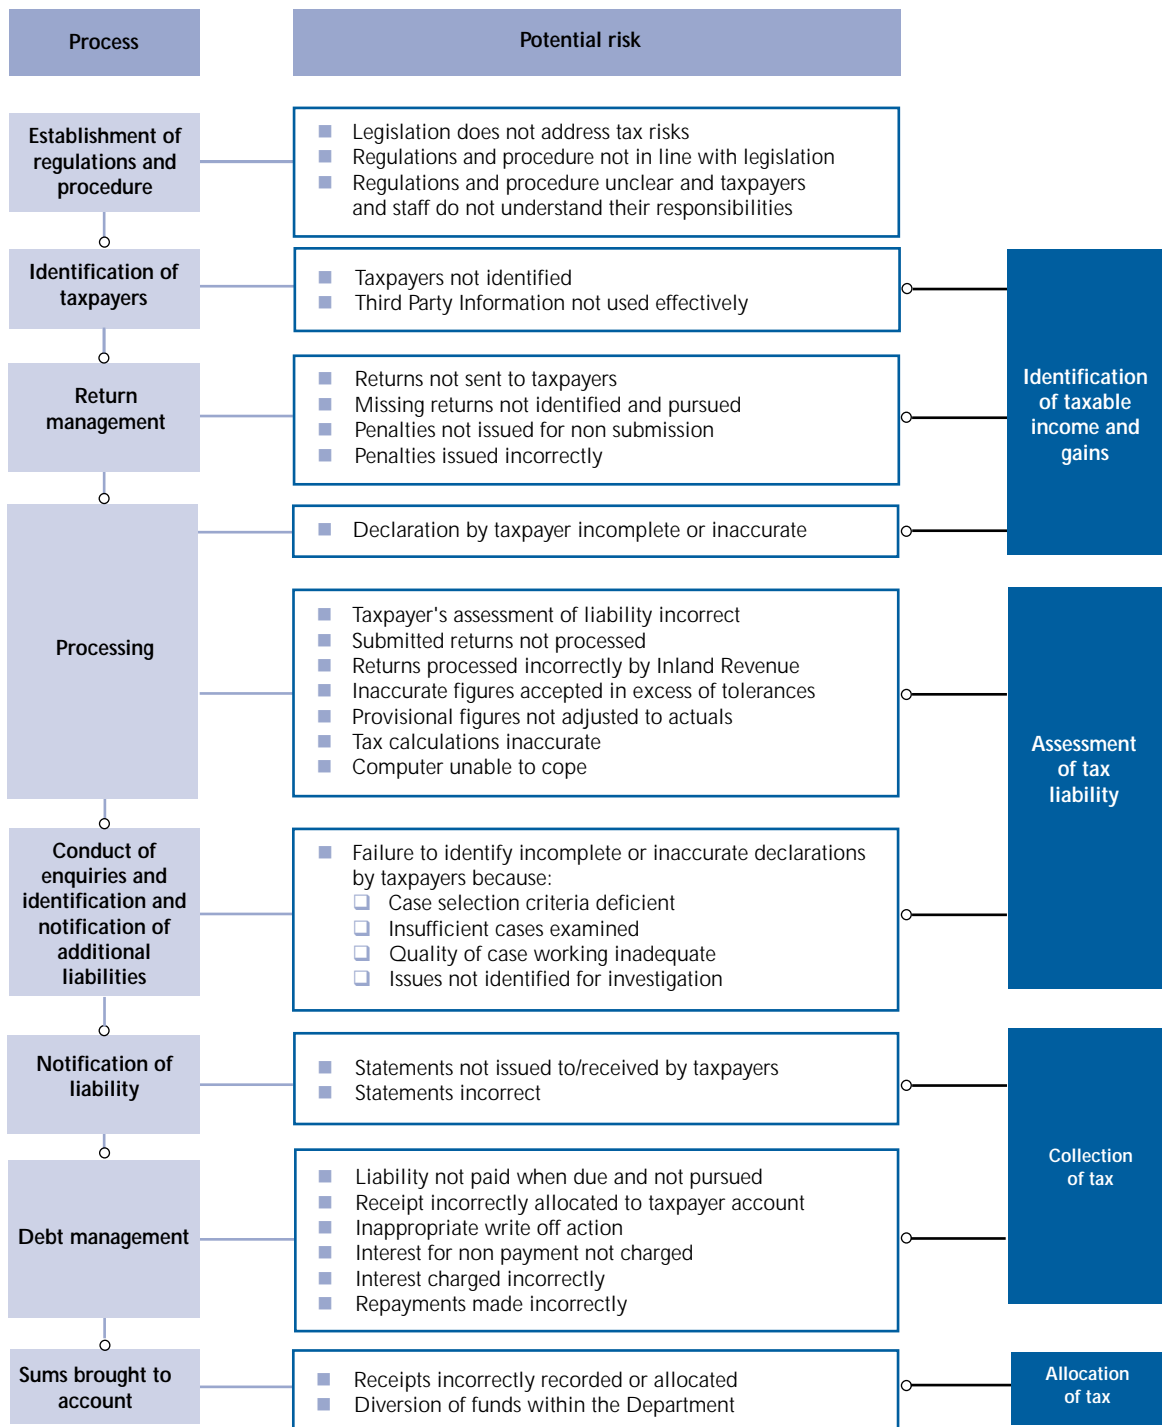 Process
Potential risk
Establishment of
regulations and
procedure
Legislation does not address tax risks
Regulations and procedure not in line with legislation
Regulations and procedure unclear and taxpayers
and staff do not understand their responsibilities
Identification of
taxpayers
Taxpayers not identified
Third Party Information not used effectively
Return
management
Returns not sent to taxpayers
Missing returns not identified and pursued
Penalties not issued for non submission
Penalties issued incorrectly
Identification
of taxable
income and
gains
Processing
Declaration by taxpayer incomplete or inaccurate
Taxpayer's assessment of liability incorrect
Submitted returns not processed
Returns processed incorrectly by Inland Revenue
Inaccurate figures accepted in excess of tolerances
Provisional figures not adjusted to actuals
Tax calculations inaccurate
Computer unable to cope
Assessment
of tax
liability
Conduct of
enquiries and
identification and
notification of
additional
liabilities
Failure to identify incomplete or inaccurate declarations
by taxpayers because:
Case selection criteria deficient
Insufficient cases examined
Quality of case working inadequate
Issues not identified for investigation
Notification of
liability
Statements not issued to/received by taxpayers
Statements incorrect
Collection
of tax
Debt management
Liability not paid when due and not pursued
Receipt incorrectly allocated to taxpayer account
Inappropriate write off action
Interest for non payment not charged
Interest charged incorrectly
Repayments made incorrectly
Sums brought to
account
Receipts incorrectly recorded or allocated
Diversion of funds within the Department
Allocation
of tax